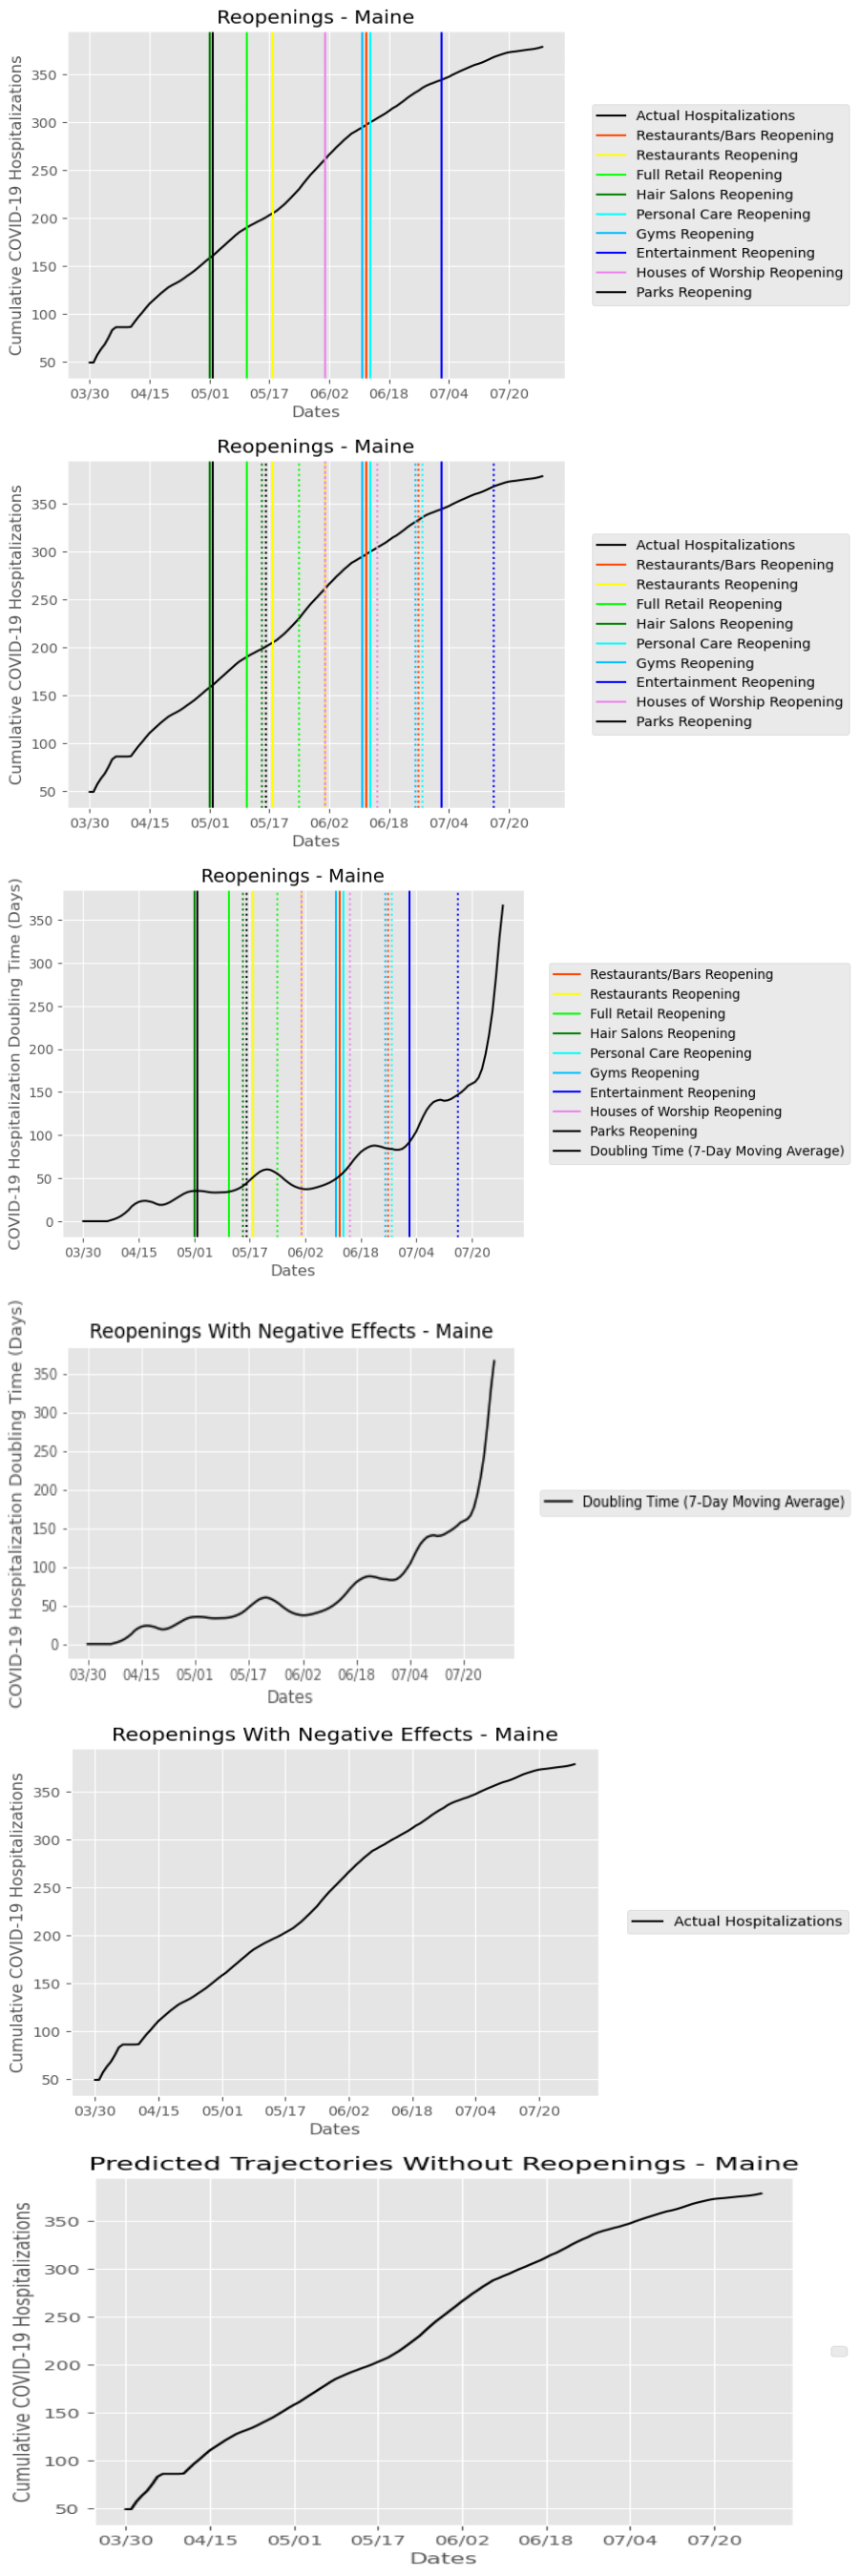 Reopenings - Maine
Cumulative COVID-19 Hospitalizations
350
300
250
200
150
100
50
03/30 04/15 05/01 05/17 06/02 06/18 07/04 07/20
Dates
Actual Hospitalizations
Restaurants/Bars Reopening
Restaurants Reopening
Full Retail Reopening
Hair Salons Reopening
Personal Care Reopening
Gyms Reopening
Entertainment Reopening
Houses of Worship Reopening
Parks Reopening
Reopenings - Maine
Cumulative COVID-19 Hospitalizations
350
300
250
200
150
100
50
03/30 04/15 05/01 05/17 06/02 06/18 07/04 07/20
Dates
Actual Hospitalizations
Restaurants/Bars Reopening
Restaurants Reopening
Full Retail Reopening
Hair Salons Reopening
Personal Care Reopening
Gyms Reopening
Entertainment Reopening
Houses of Worship Reopening
Parks Reopening
Reopenings - Maine
COVID-19 Hospitalization Doubling Time (Days)
350
300
250
200
150
100
50
0
03/30 04/15 05/01 05/17 06/02 06/18 07/04 07/20
Dates
Restaurants/Bars Reopening
Restaurants Reopening
Full Retail Reopening
Hair Salons Reopening
Personal Care Reopening
Gyms Reopening
Entertainment Reopening
Houses of Worship Reopening
Parks Reopening
Doubling Time (7-Day Moving Average)
Reopenings With Negative Effects - Maine
COVID-19 Hospitalization Doubling Time (Days)
350
300
250
200
150
100
50
0
03/30 04/15 05/01 05/17 06/02 06/18 07/04 07/20
Dates
Doubling Time (7-Day Moving Average)
Reopenings With Negative Effects - Maine
Cumulative COVID-19 Hospitalizations
350
300
250
200
150
100
50
03/30 04/15 05/01 05/17 06/02 06/18 07/04 07/20
Dates
Actual Hospitalizations
Predicted Trajectories Without Reopenings - Maine
Cumulative COVID-19 Hospitalizations
350
300
250
200
150
100
50
03/30 04/15 05/01 05/17 06/02 06/18 07/04 07/20
Dates